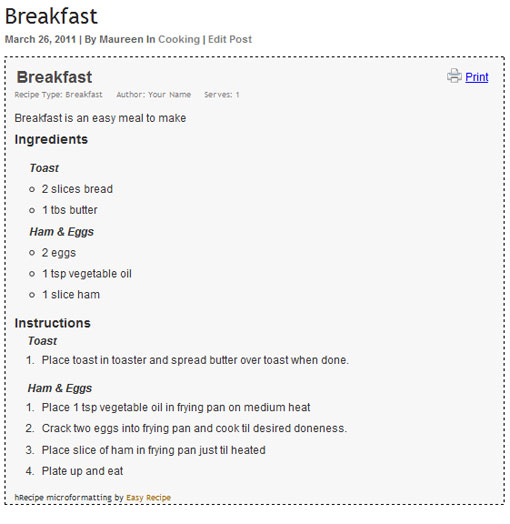 Breakfast
March 26, 2011 | By Maureen In Cooking | Edit Post
Breakfast
Print
Recipe Type: Breakfast Author: Your Name Serves: 1
Breakfast is an easy meal to make
Ingredients
Toast
2 slices bread
1 tbs butter
Ham & Eggs
2 eggs
1 tsp vegetable oil
1 slice ham
Instructions
Toast
1. Place toast in toaster and spread butter over toast when done.
Ham & Eggs
1. Place 1 tsp vegetable oil in frying pan on medium heat
2. Crack two eggs into frying pan and cook til desired doneness.
3. Place slice of ham in frying pan just til heated
4. Plate up and eat
hRecipe microformatting by Easy Recipe